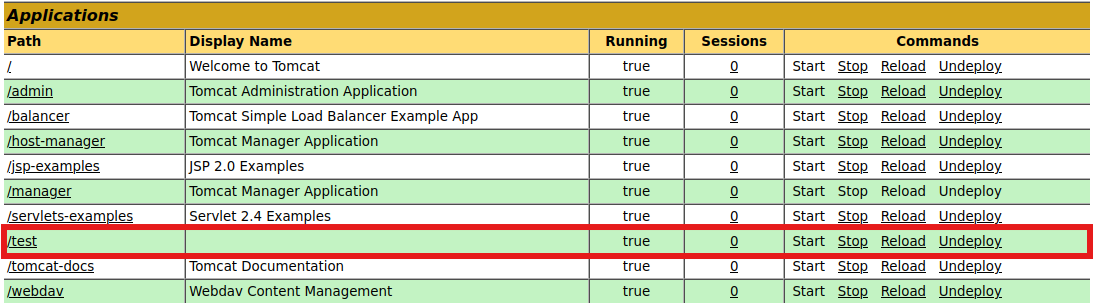 Applications
Path Display Name Running Sessions Commands
/ Welcome to Tomcat true 0 Start Stop Reload Undeploy
/admin Tomcat Administration Application true 0 Start Stop Reload Undeploy
/balancer Tomcat Simple Load Balancer Example App true 0 Start Stop Reload Undeploy
/host-manager Tomcat Manager Application true 0 Start Stop Reload Undeploy
/jsp-examples JSP 2.0 Examples true 0 Start Stop Reload Undeploy
/manager Tomcat Manager Application true 0 Start Stop Reload Undeploy
/servlets-examples Servlet 2.4 Examples true 0 Start Stop Reload Undeploy
/test true 0 Start Stop Reload Undeploy
/tomcat-docs Tomcat Documentation true 0 Start Stop Reload Undeploy
/webdav Webdav Content Management true 0 Start Stop Reload Undeploy